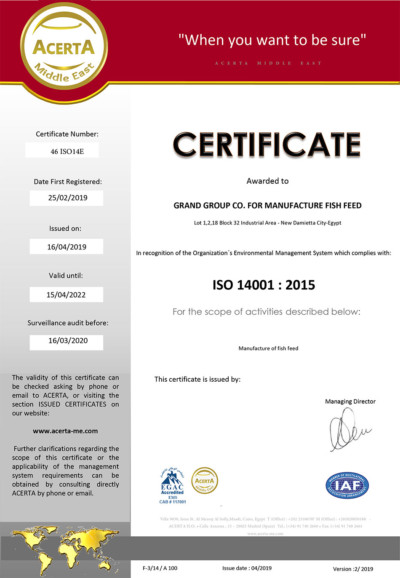 ACERTA
Middle East
"When you want to be sure"
ACERTA MIDDLE EAST
Certificate Number:
46 ISO14E
Date First Registered:
25/02/2019
Issued on:
16/04/2019
Valid until:
15/04/2022
Surveillance audit before:
16/03/2020
The validity of this certificate can
be checked asking by phone or
email to ACERTA, or visiting the
section ISSUED CERTIFICATES on
our website:
www.acerta-me.com
Further clarifications regarding the
scope of this certificate or the
applicability of the management
system requirements can be
obtained by consulting directly
ACERTA by phone or email.
CERTIFICATE
Awarded to
GRAND GROUP CO. FOR MANUFACTURE FISH FEED
Lot 1,2,18 Block 32 Industrial Area - New Damietta City-Egypt
In recognition of the Organization´s Environmental Management System which complies with:
ISO 14001 : 2015
For the scope of activities described below:
Manufacture of fish feed
This certificate is issued by:
Managing Director
EGAC
Accredited
ACERTA
IAF
F-3/14 / A 100
Issue date : 04/2019
Version :2/ 2019